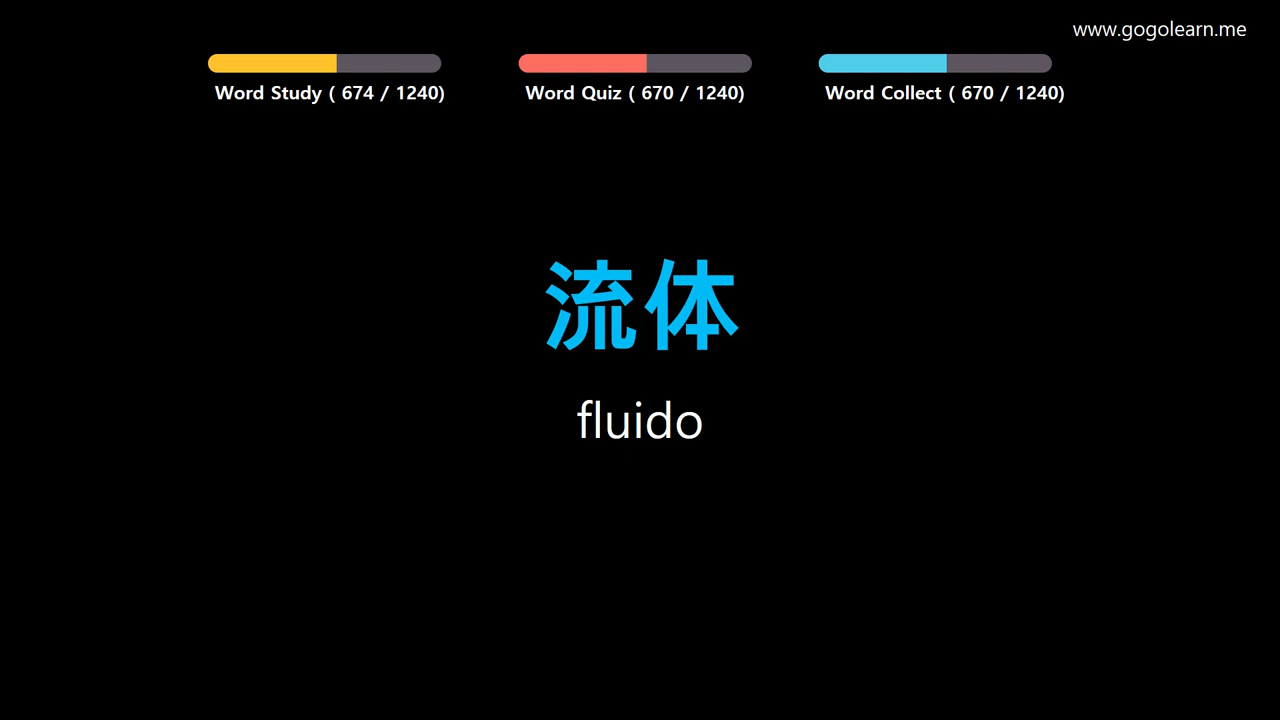 www.gogolearn.me
Word Study ( 674 / 1240)
Word Quiz ( 670 / 1240)
Word Collect ( 670 / 1240)
流体
fluido